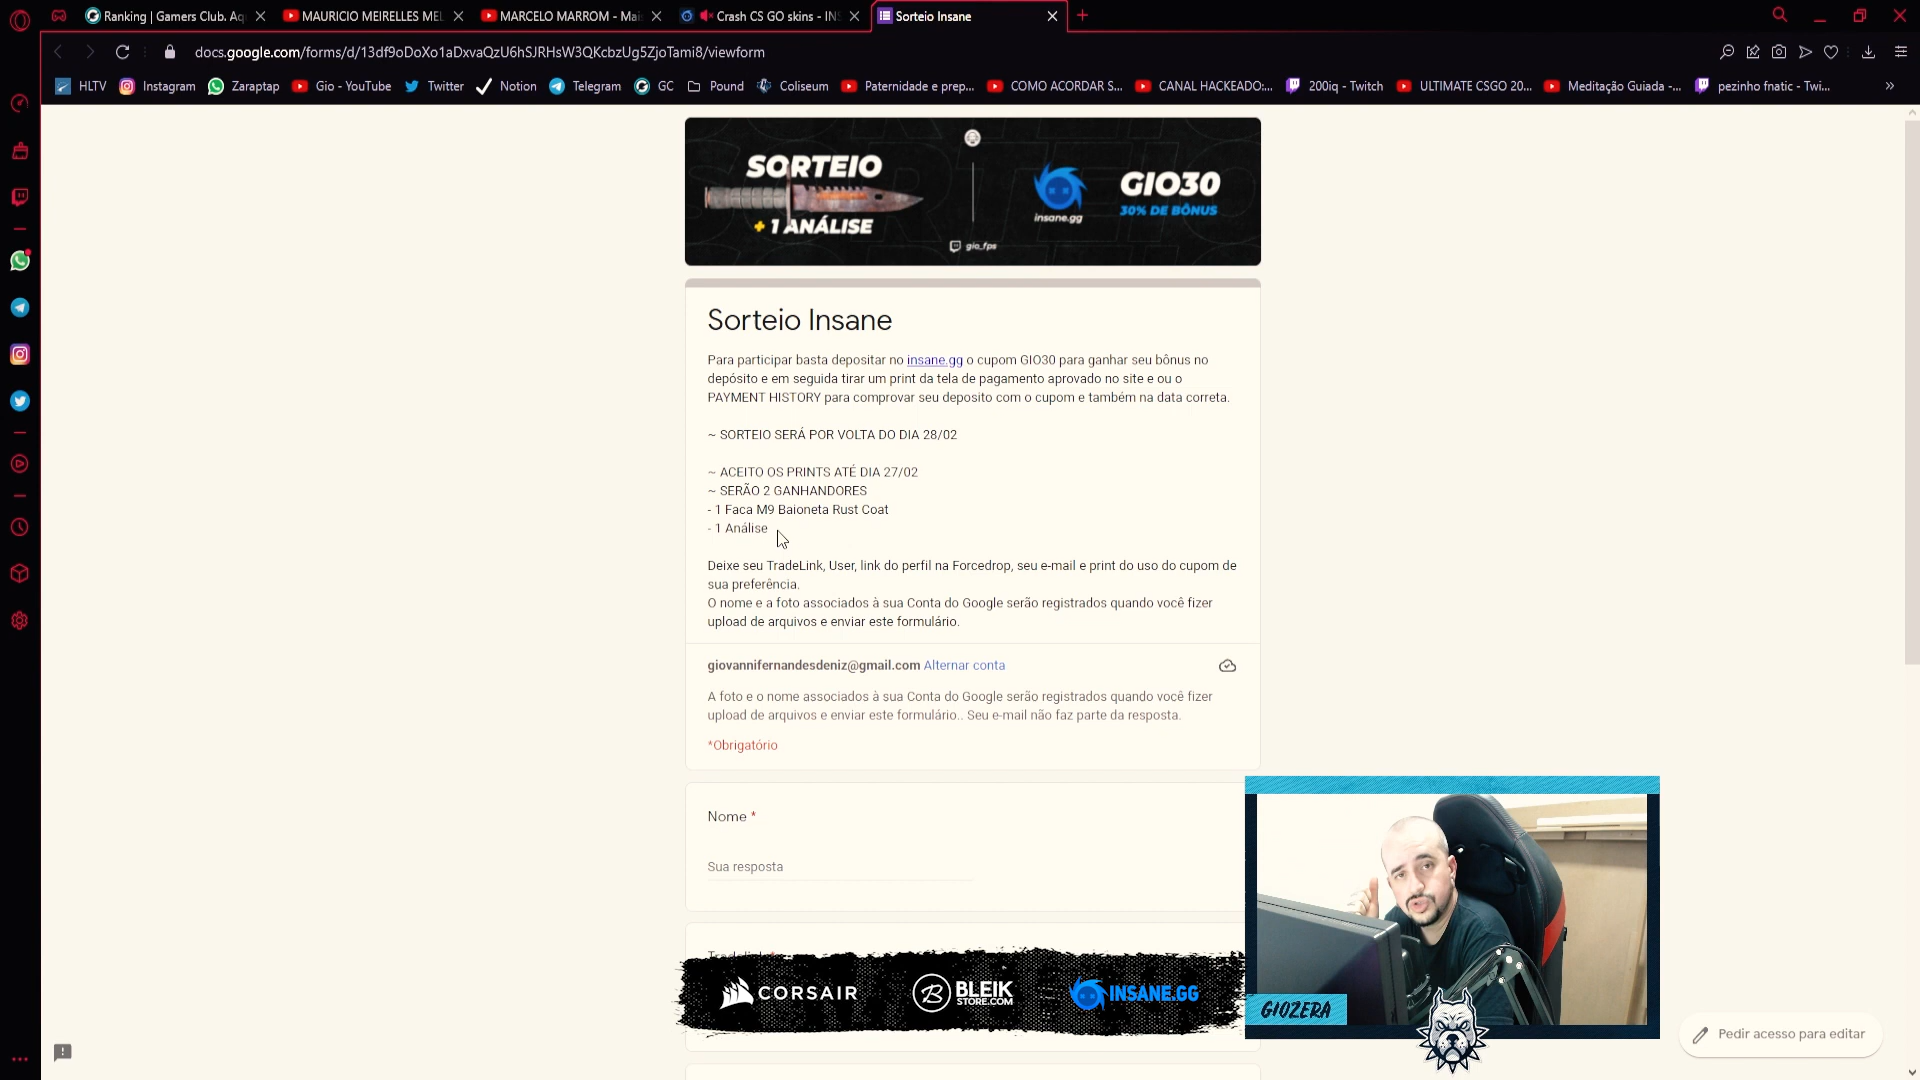 Ranking | Gamers Club. Aq
MAURICIO MEIRELLES MEL
MARCELO MARROM - Mai
Crash CS GO skins - INS
Sorteio Insane
docs.google.com/forms/d/13df9oDoXo1aDxvaQzU6hSJRHsW3QKcbzUg5ZjoTami8/viewform
HLTV
Instagram
Zaraptap
Gio - YouTube
Twitter
Notion
Telegram
GC
Pound
Coliseum
Paternidade e prep...
COMO ACORDAR S...
CANAL HACKEADO:...
200iq - Twitch
ULTIMATE CSGO 20...
Meditação Guiada -...
pezinho fnatic - Twi...
SORTEIO
+ 1 ANÁLISE
insane.gg
GIO30
30% DE BÔNUS
gio_fps
Sorteio Insane
Para participar basta depositar no insane.gg o cupom GIO30 para ganhar seu bônus no
depósito e em seguida tirar um print da tela de pagamento aprovado no site e ou o
PAYMENT HISTORY para comprovar seu deposito com o cupom e também na data correta.
~ SORTEIO SERÁ POR VOLTA DO DIA 28/02
~ ACEITO OS PRINTS ATÉ DIA 27/02
~ SERÃO 2 GANHANDORES
- 1 Faca M9 Baioneta Rust Coat
- 1 Análise
Deixe seu TradeLink, User, link do perfil na Forcedrop, seu e-mail e print do uso do cupom de
sua preferência.
O nome e a foto associados à sua Conta do Google serão registrados quando você fizer
upload de arquivos e enviar este formulário.
giovannifernandesdeniz@gmail.com Alternar conta
A foto e o nome associados à sua Conta do Google serão registrados quando você fizer
upload de arquivos e enviar este formulário.. Seu e-mail não faz parte da resposta.
*Obrigatório
Nome *
Sua resposta
CORSAIR
BLEIK
STORE.COM
INSANE.GG
GIOZERA
Pedir acesso para editar